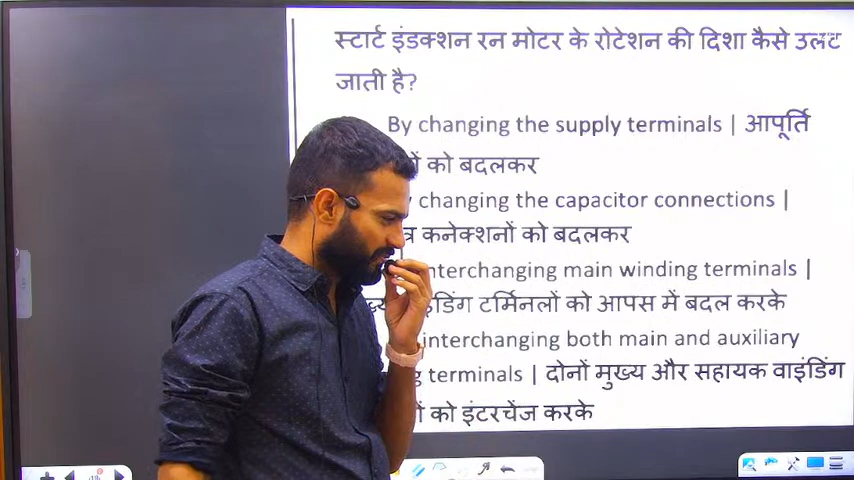 स्टार्ट इंडक्शन रन मोटर के रोटेशन की दिशा कैसे उलट
जाती है?
By changing the supply terminals | आपूर्ति
को बदलकर
changing the capacitor connections |
कनेक्शनों को बदलकर
interchanging main winding terminals |
टर्मिनलों को आपस में बदल करके
interchanging both main and auxiliary
terminals | दोनों मुख्य और सहायक वाइंडिंग
को इंटरचेंज करके